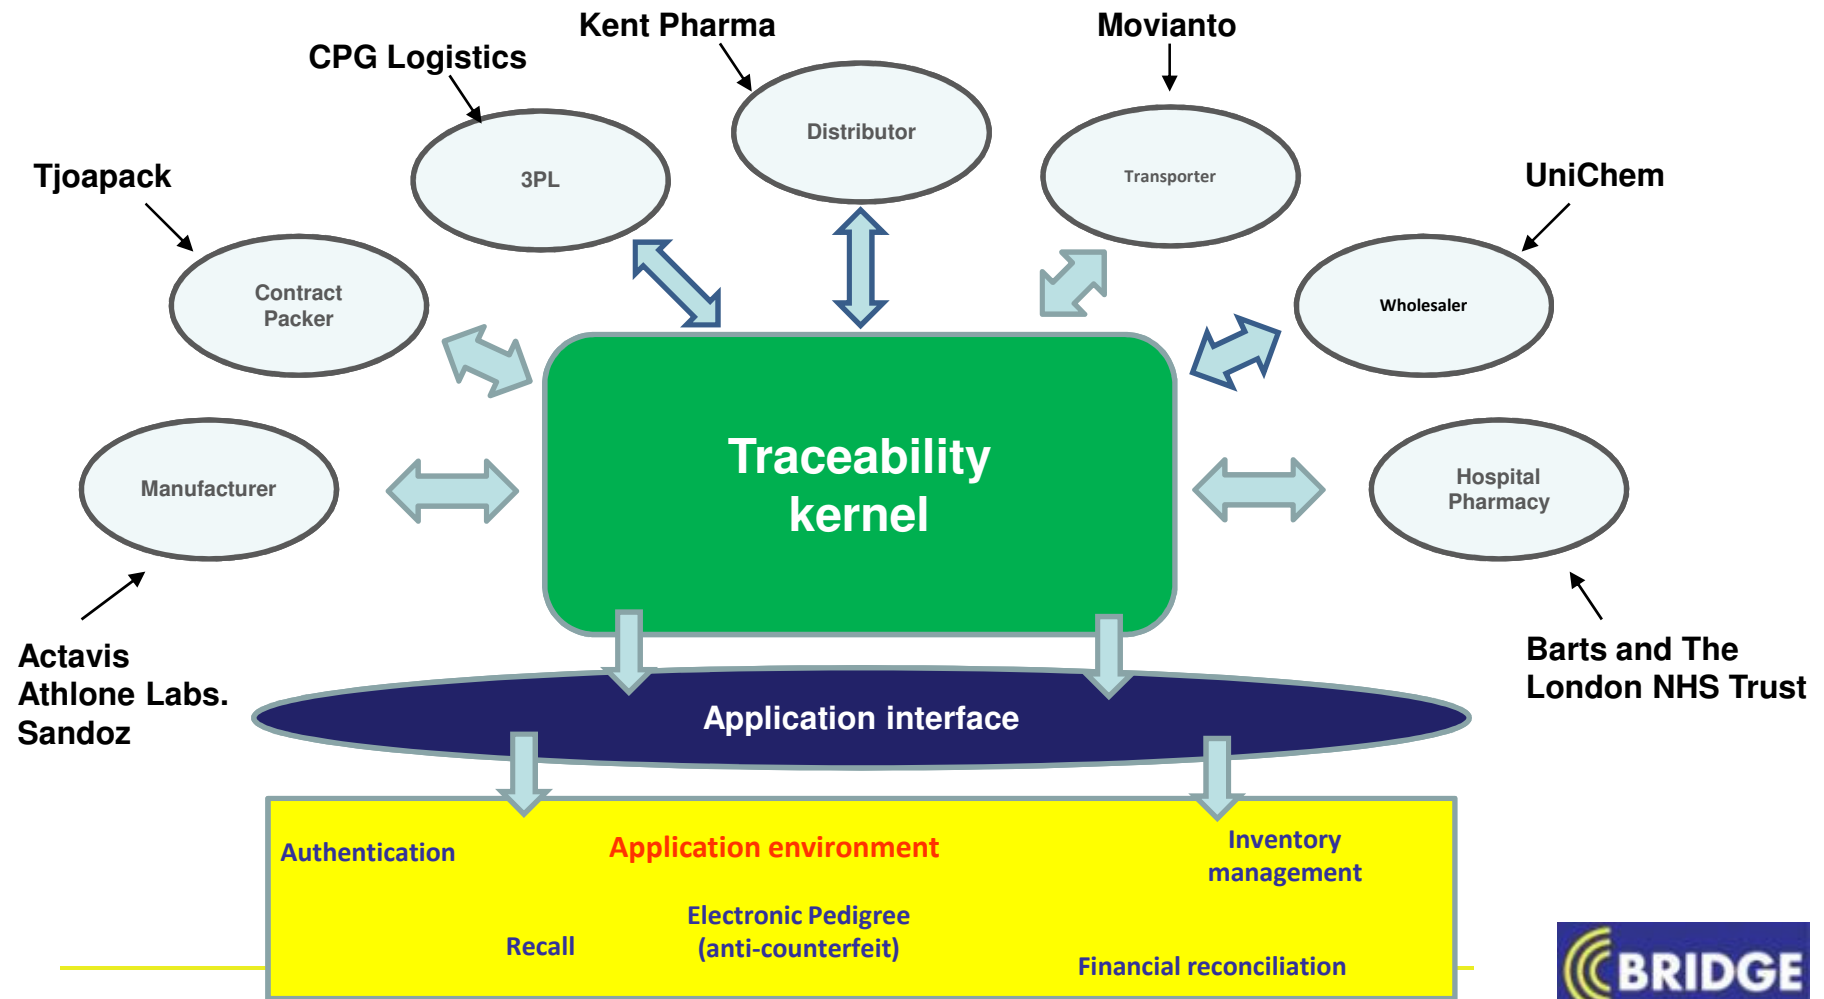 Kent Pharma
Movianto
CPG Logistics
Distributor
Tjoapack
3PL
Transporter
UniChem
Contract
Packer
Wholesaler
Traceability
kernel
Manufacturer
Hospital
Pharmacy
Actavis
Athlone Labs.
Sandoz
Barts and The
London NHS Trust
Application interface
Authentication
Application environment
Inventory
management
Electronic Pedigree
(anti-counterfeit)
Recall
Financial reconciliation
BRIDGE